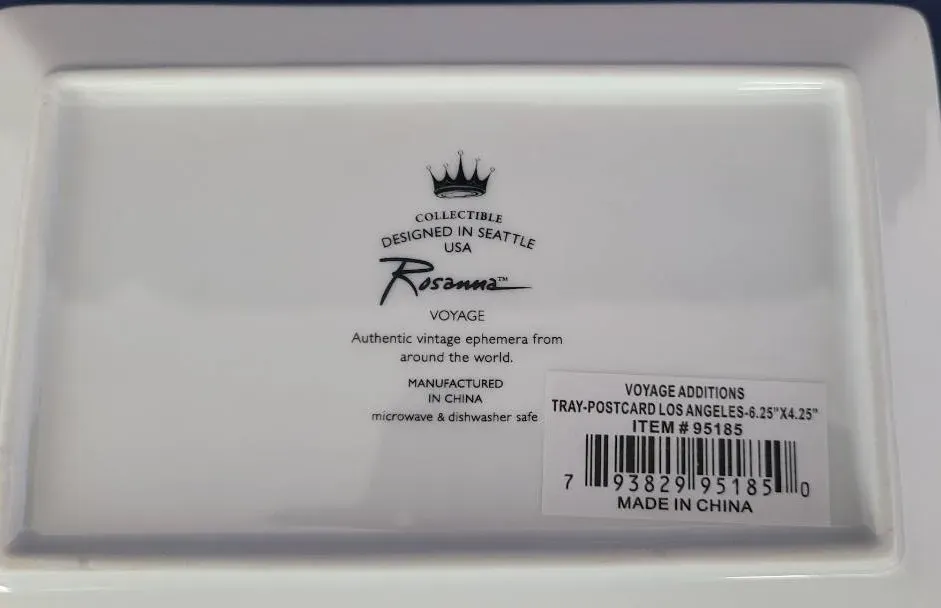 COLLECTIBLE
DESIGNED IN SEATTLE
USA
Rosanna™
VOYAGE
Authentic vintage ephemera from
around the world.
MANUFACTURED
IN CHINA
microwave & dishwasher safe
VOYAGE ADDITIONS
TRAY-POSTCARD LOS ANGELES-6.25"X4.25"
ITEM # 95185
7 93829 95185 0
MADE IN CHINA